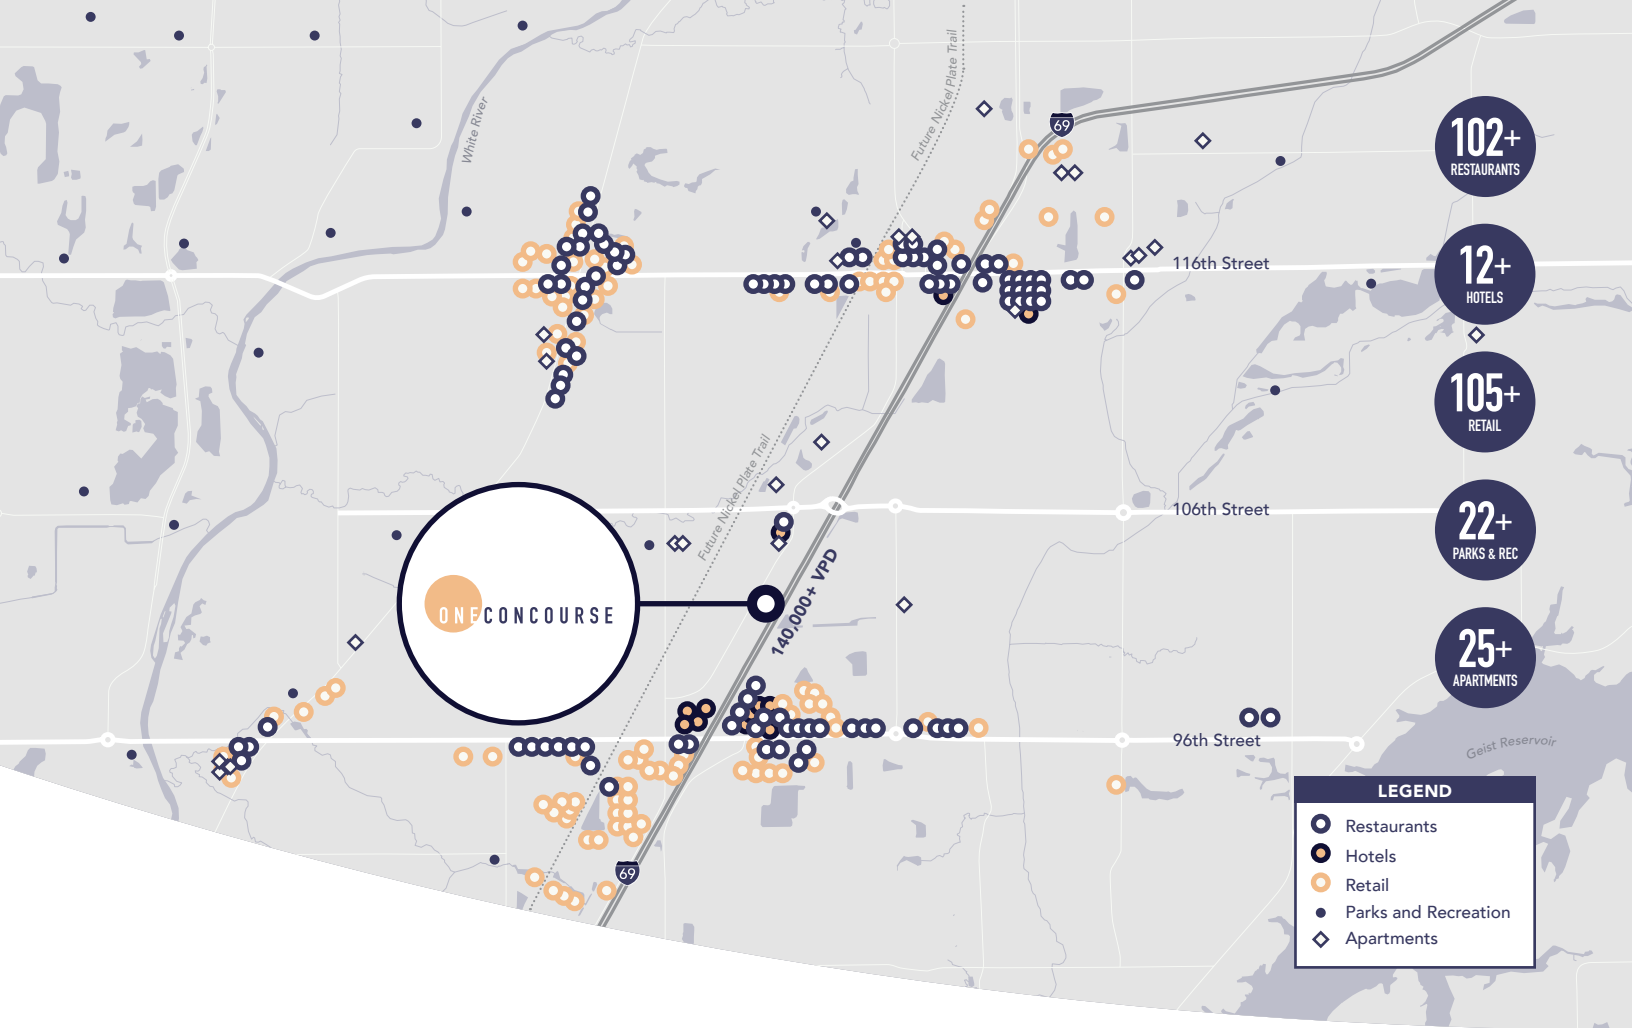 White River
Future Nickel Plate Trail
69
102+
RESTAURANTS
116th Street
12+
HOTELS
105+
RETAIL
Future Nickel Plate Trail
106th Street
22+
PARKS & REC
140,000+ VPD
ONECONCOURSE
25+
APARTMENTS
96th Street
Geist Reservoir
69
LEGEND
Restaurants
Hotels
Retail
Parks and Recreation
Apartments